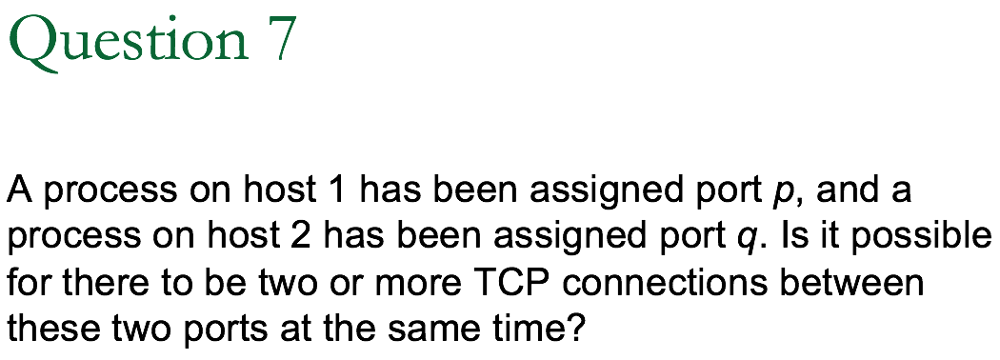 Question 7
A process on host 1 has been assigned port p, and a
process on host 2 has been assigned port q. Is it possible
for there to be two or more TCP connections between
these two ports at the same time?